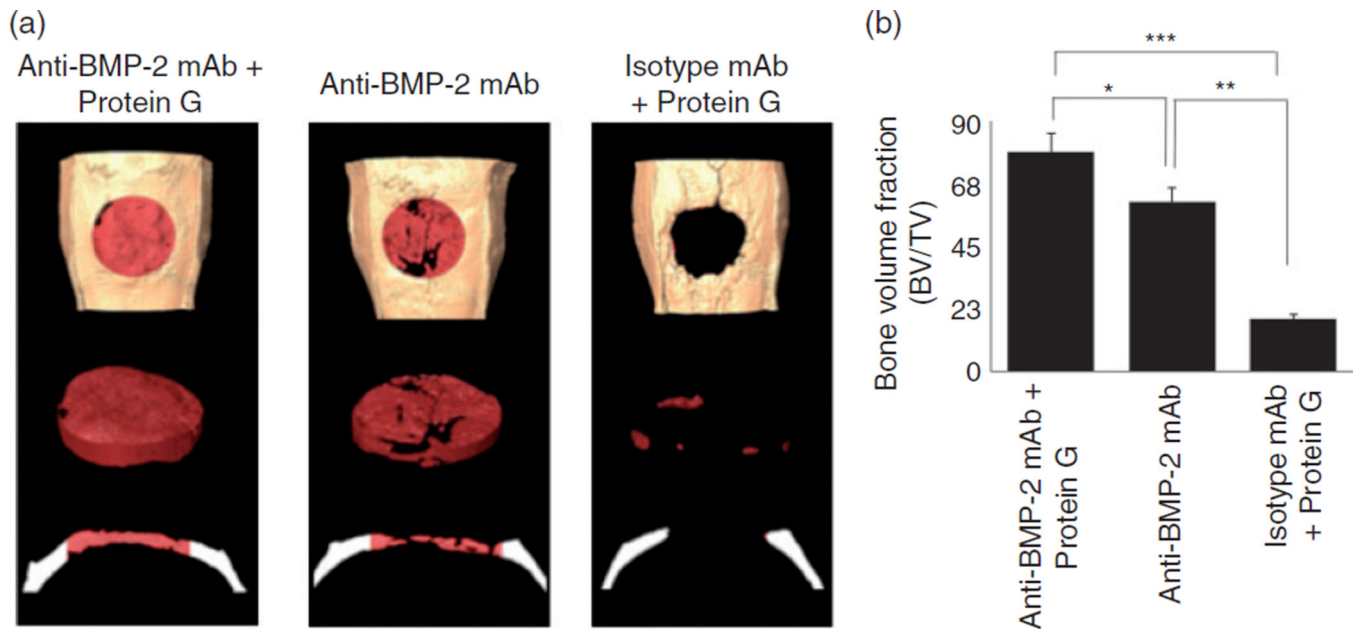 (a)
Anti-BMP-2 mAb +
Protein G
Anti-BMP-2 mAb
Isotype mAb
+ Protein G
(b)
***
*
**
Bone volume fraction
(BV/TV)
90
68
45
23
0
Anti-BMP-2 mAb +
Protein G
Anti-BMP-2 mAb
Isotype mAb
+ Protein G